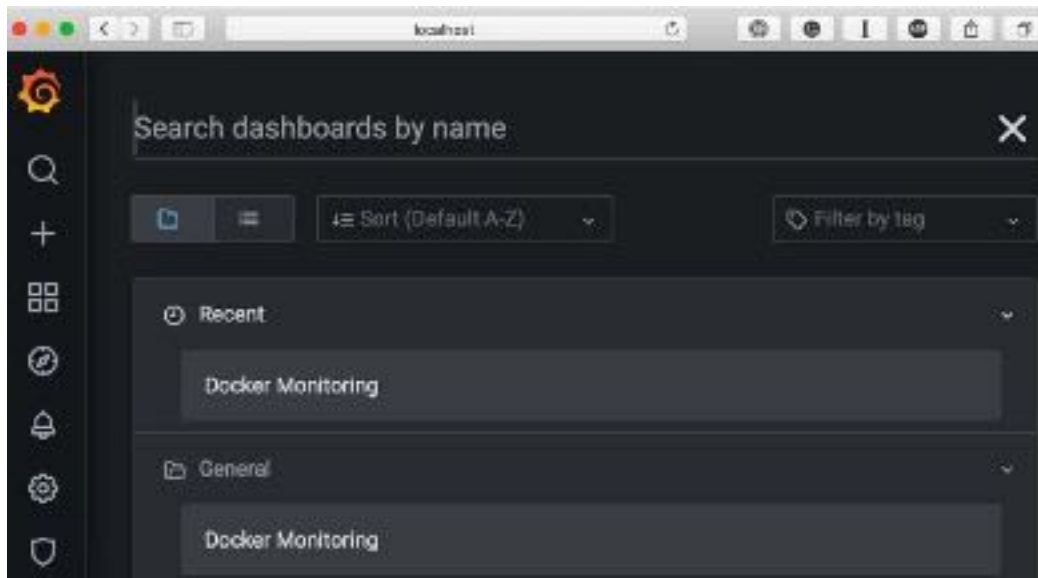 localhost
Search dashboards by name
Sort (Default A-Z)
Filter by tag
Recent
Docker Monitoring
General
Docker Monitoring